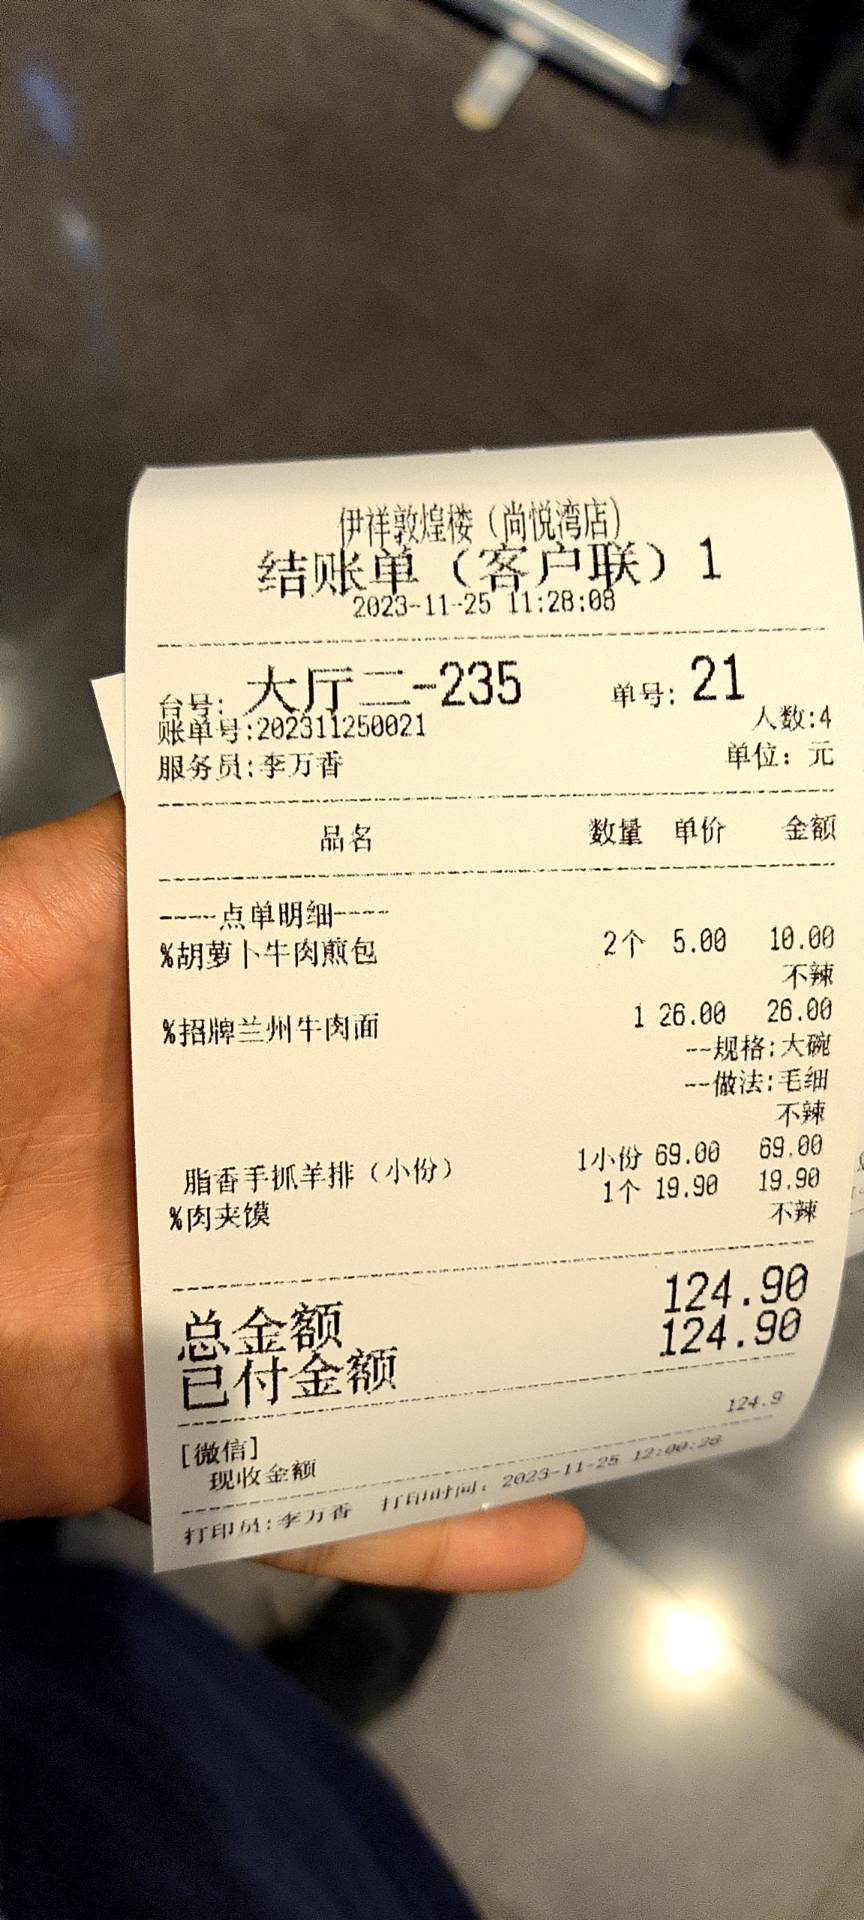 伊祥敦煌楼（尚悦湾店）
结账单（客户联）1
2023-11-25 11:28:08
台号: 大厅二-235 单号: 21
账单号:202311250021 人数:4
服务员:李万香 单位: 元
品名 数量 单价 金额
----点单明细----
%胡萝卜牛肉煎包 2个 5.00 10.00
不辣
%招牌兰州牛肉面 1 26.00 26.00
--规格:大碗
--做法:毛细
不辣
脂香手抓羊排（小份） 1小份 69.00 69.00
%肉夹馍 1个 19.90 19.90
不辣
总金额 124.90
已付金额 124.90
[微信] 124.9
现收金额
打印员:李万香 打印时间: 2023-11-25 12:00:26